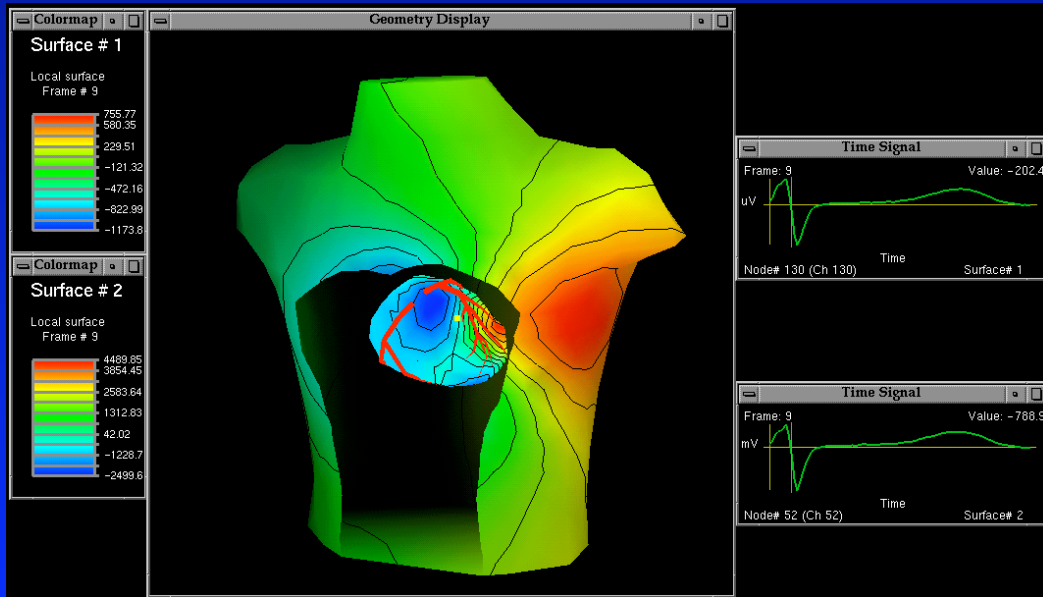 Colormap
Surface # 1
Local surface
Frame # 9
755.77
580.35
229.51
-121.32
-472.16
-822.99
-1173.8
Colormap
Surface # 2
Local surface
Frame # 9
4489.85
3854.45
2583.64
1312.83
42.02
-1228.7
-2499.6
Geometry Display
Time Signal
Frame: 9 Value: -202.4
uV
Time
Node# 130 (Ch 130) Surface# 1
Time Signal
Frame: 9 Value: -788.9
mV
Time
Node# 52 (Ch 52) Surface# 2